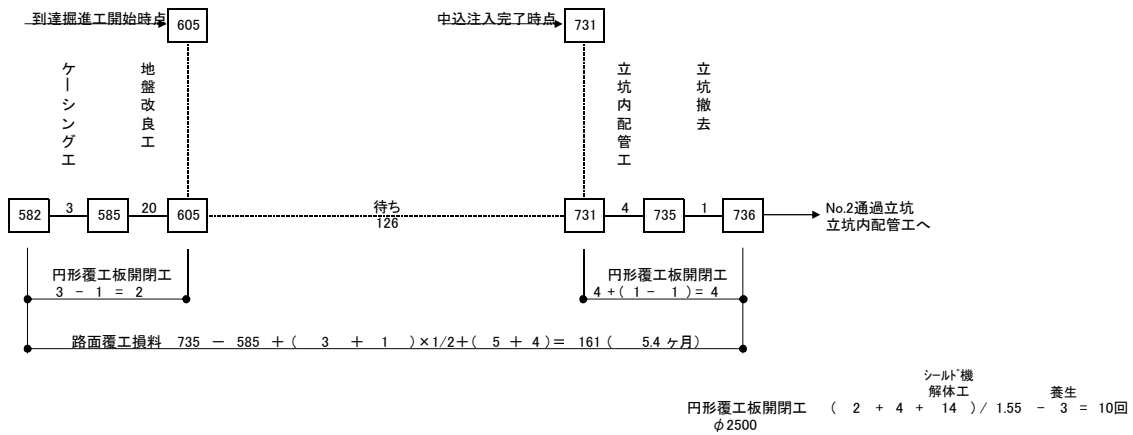 到達掘進工開始時点 605
中込注入完了時点 731
ケーシング工
地盤改良工
立坑内配管工
立坑撤去
582 3 585 20 605 待ち 731 4 735 1 736 No.2通過立坑
126 立坑内配管工へ
円形覆工板開閉工 円形覆工板開閉工
3 - 1 = 2 4 +( 1 - 1 )= 4
路面覆工損料 735 - 585 +( 3 + 1 )×1/2+( 5 + 4 )= 161 ( 5.4 ヶ月)
シールド機
解体工 養生
円形覆工板開閉工 ( 2 + 4 + 14 )/ 1.55 - 3 = 10回
φ2500